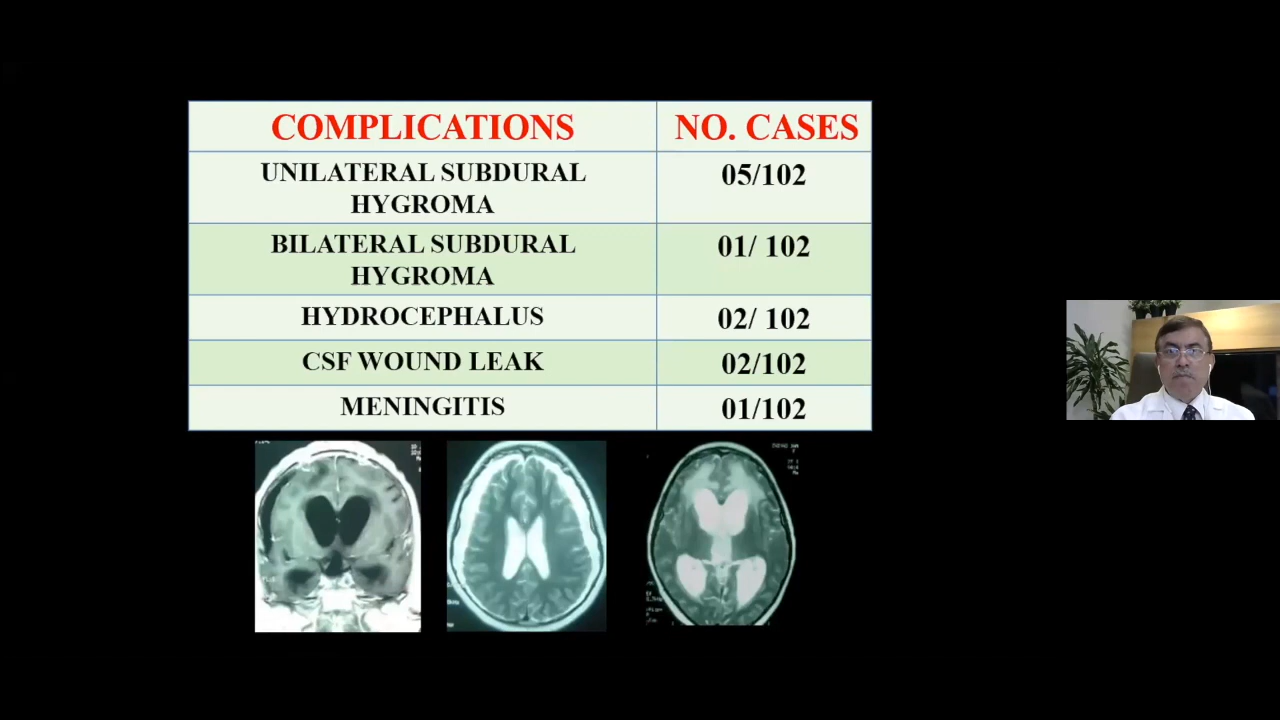 COMPLICATIONS
NO. CASES
UNILATERAL SUBDURAL
HYGROMA
05/102
BILATERAL SUBDURAL
HYGROMA
01/ 102
HYDROCEPHALUS
02/ 102
CSF WOUND LEAK
02/102
MENINGITIS
01/102